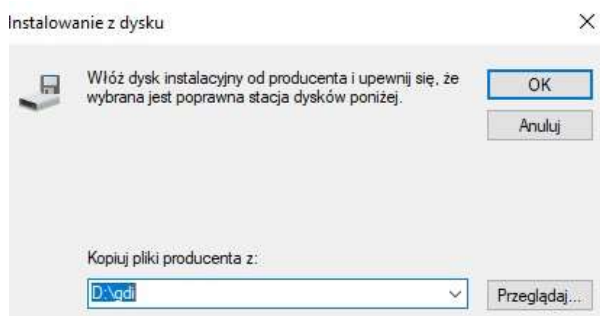 Instalowanie z dysku
Włóż dysk instalacyjny od producenta i upewnij się, że
wybrana jest poprawna stacja dysków poniżej.
OK
Anuluj
Kopiuj pliki producenta z:
D:\gdi
Przeglądaj...